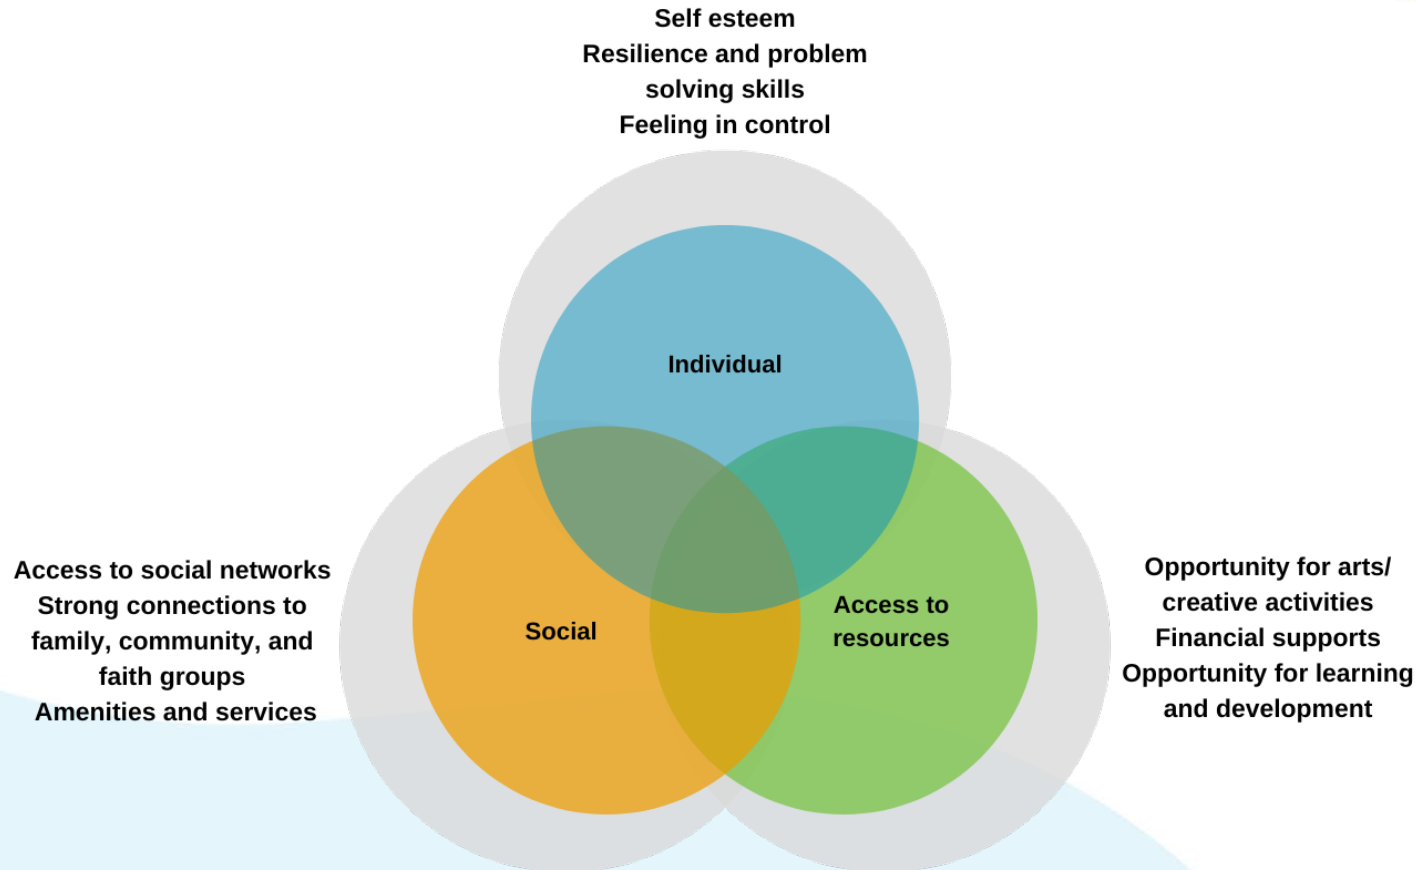 Self esteem
Resilience and problem
solving skills
Feeling in control
Individual
Social
Access to
resources
Access to social networks
Strong connections to
family, community, and
faith groups
Amenities and services
Opportunity for arts/
creative activities
Financial supports
Opportunity for learning
and development